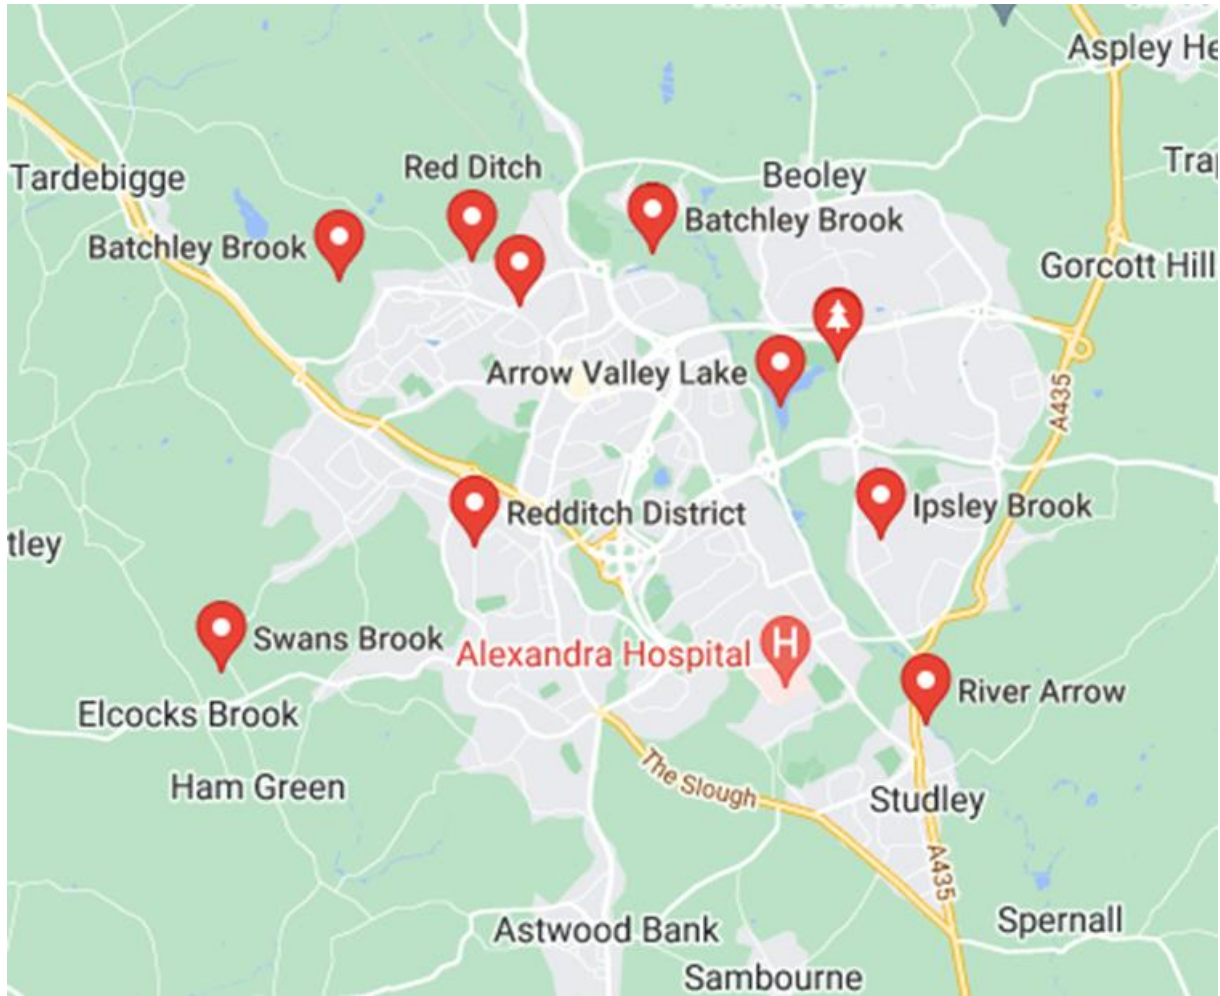 Aspley He
Tardebigge
Red Ditch
Beoley
Tra
Batchley Brook
Batchley Brook
Gorcott Hill
Arrow Valley Lake
A435
Redditch District
Ipsley Brook
tley
Swans Brook
Alexandra Hospital
H
River Arrow
Elcocks Brook
The Slough
Ham Green
Studley
A435
Astwood Bank
Spernall
Sambourne